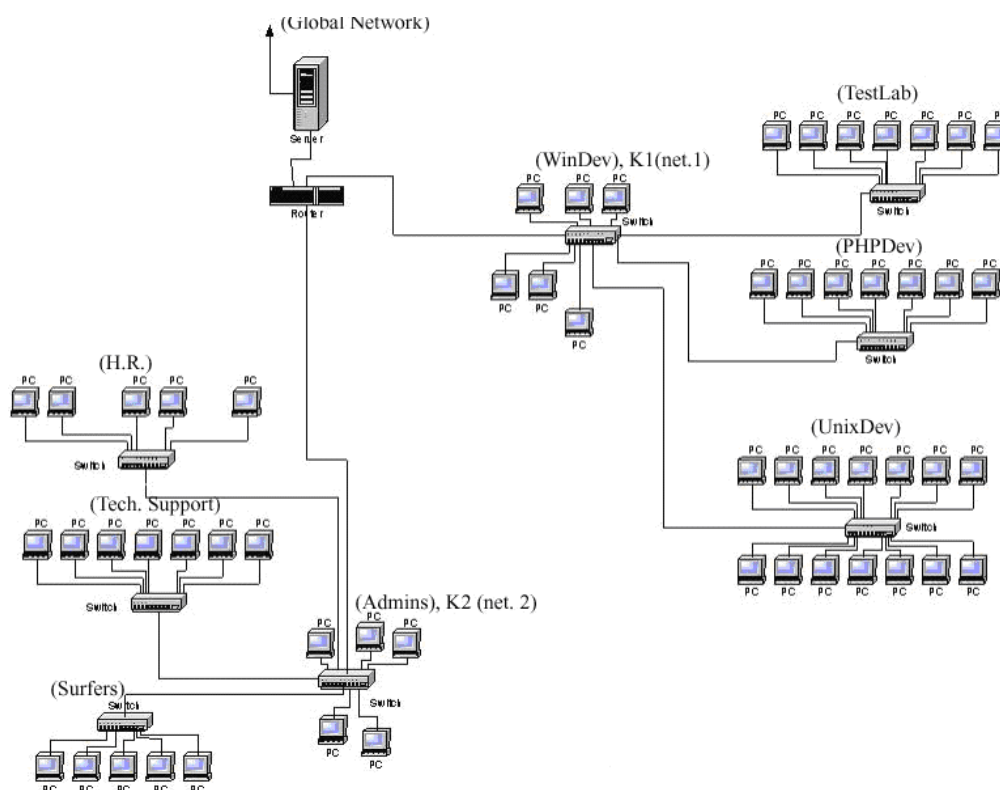 (Global Network)
Server
Router
(TestLab)
PC PC PC PC PC PC PC
Switch
(WinDev), K1(net.1)
PC PC PC
Switch
PC PC
PC
(PHPDev)
PC PC PC PC PC PC PC
Switch
(H.R.)
PC PC PC PC PC
Switch
(UnixDev)
PC PC PC PC PC PC PC
Switch
PC PC PC PC PC PC PC
(Tech. Support)
PC PC PC PC PC PC PC
Switch
(Admins), K2 (net. 2)
PC PC PC
Switch
PC PC
(Surfers)
Switch
PC PC PC PC PC